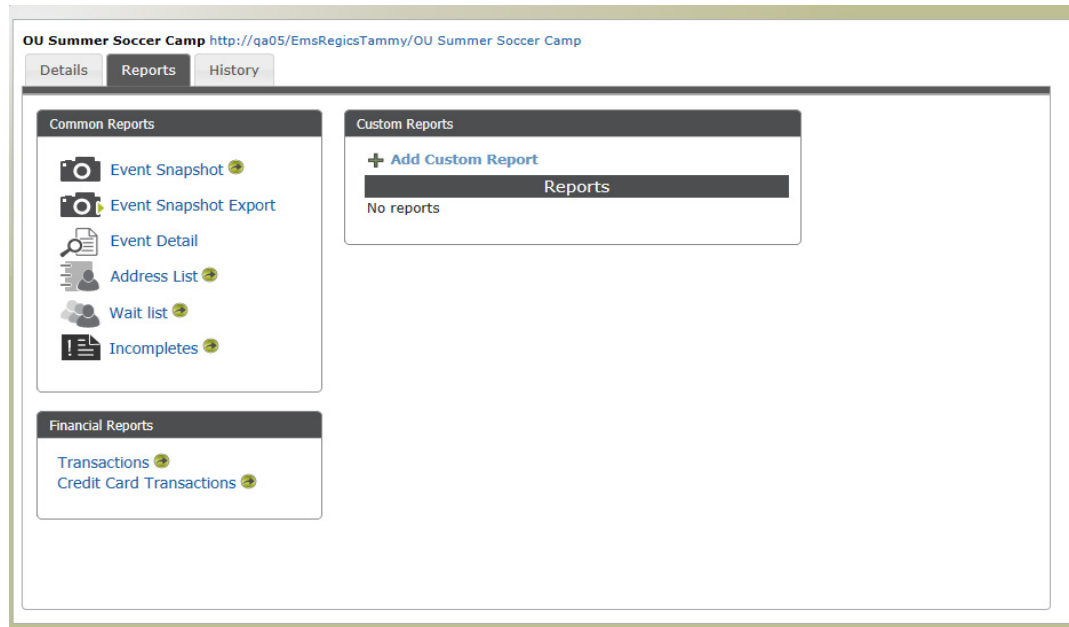 OU Summer Soccer Camp http://qa05/EmsRegicsTammy/OU Summer Soccer Camp
Details Reports History
Common Reports
Event Snapshot
Event Snapshot Export
Event Detail
Address List
Wait list
Incompletes
Financial Reports
Transactions
Credit Card Transactions
Custom Reports
Add Custom Report
Reports
No reports